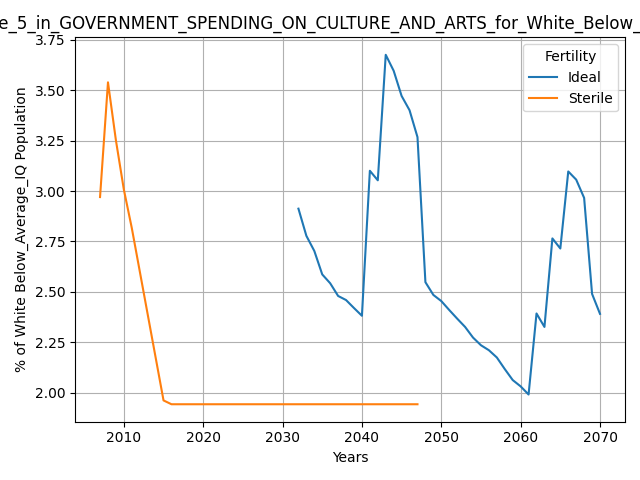 e_5_in_GOVERNMENT_SPENDING_ON_CULTURE_AND_ARTS_for_White_Below_
3.75
3.50
3.25
3.00
2.75
2.50
2.25
2.00
% of White Below_Average_IQ Population
Fertility
Ideal
Sterile
2010 2020 2030 2040 2050 2060 2070
Years